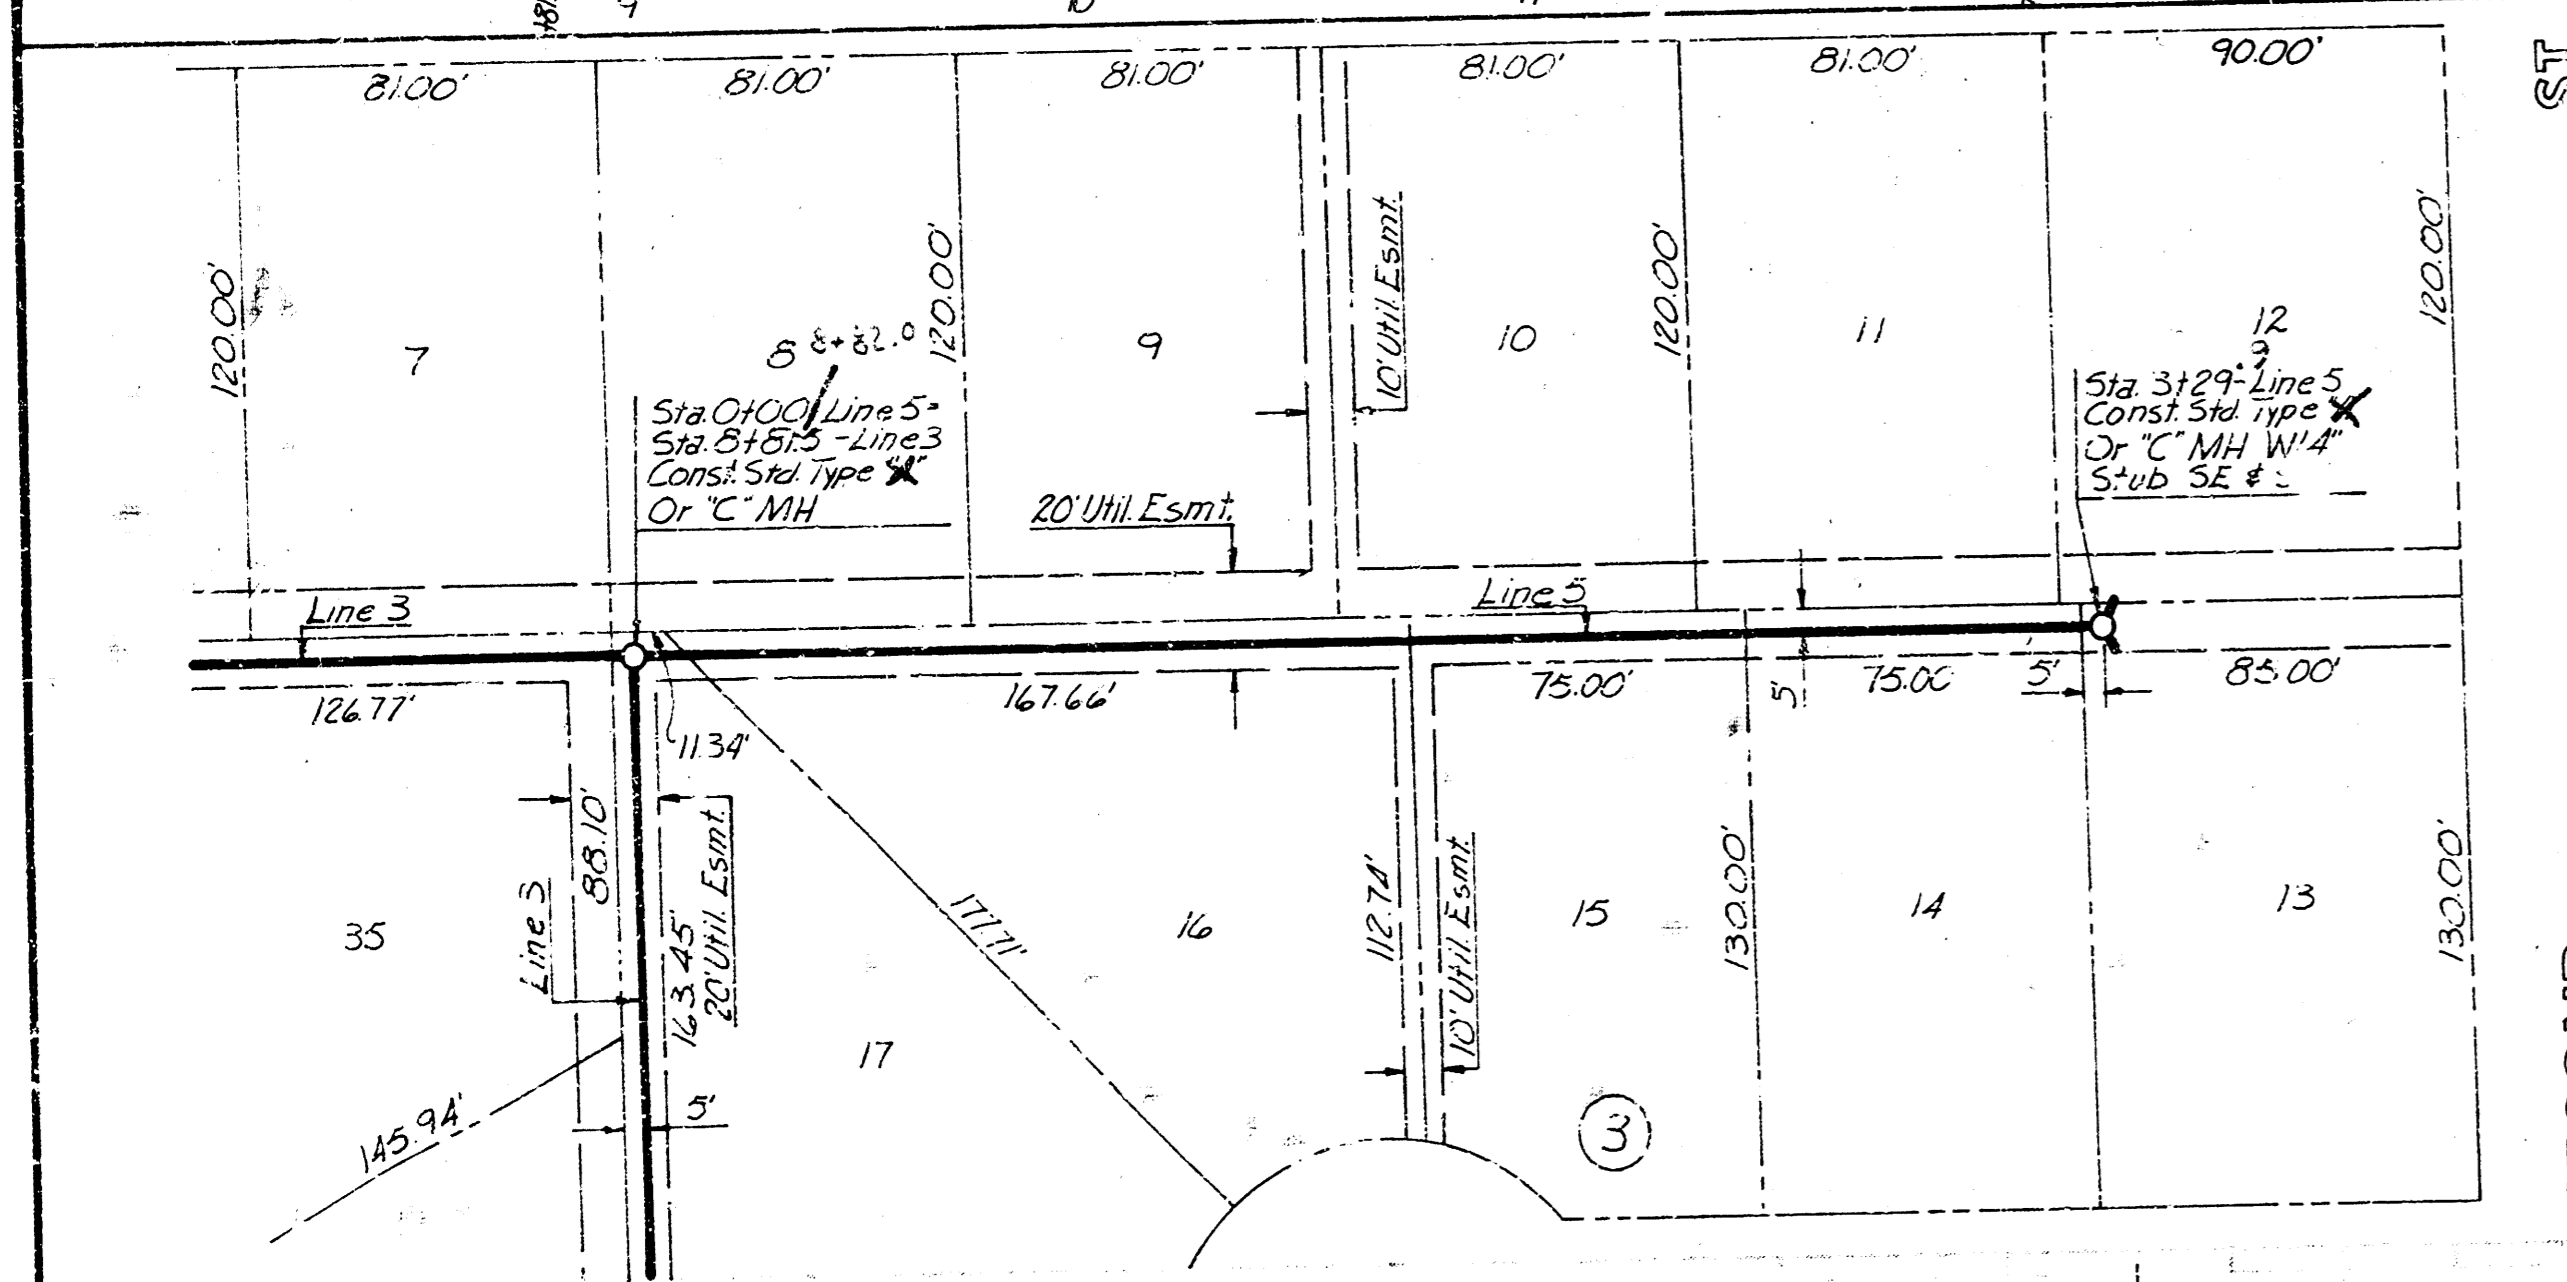 9
10
11
ST
81.00'
81.00'
81.00'
81.00'
81.00'
90.00'
120.00'
120.00'
10' Util. Esmt.
120.00'
120.00'
7
8
8+82.0
9
10
11
12
Sta. 0+00 Line 5=
Sta. 8+81.5 - Line 3
Const. Std. Type "A"
Or "C" MH
20' Util. Esmt.
Sta. 3+29 - Line 5
Const. Std. Type
Or "C" MH W/4"
Stub SE &
Line 3
Line 5
126.77'
167.66'
75.00'
5'
75.00'
5'
85.00'
11.34'
88.10'
Line 3
163.45'
20' Util. Esmt.
177.71'
112.74'
10' Util. Esmt.
130.00'
130.00'
35
17
16
15
14
13
5'
145.94'
3